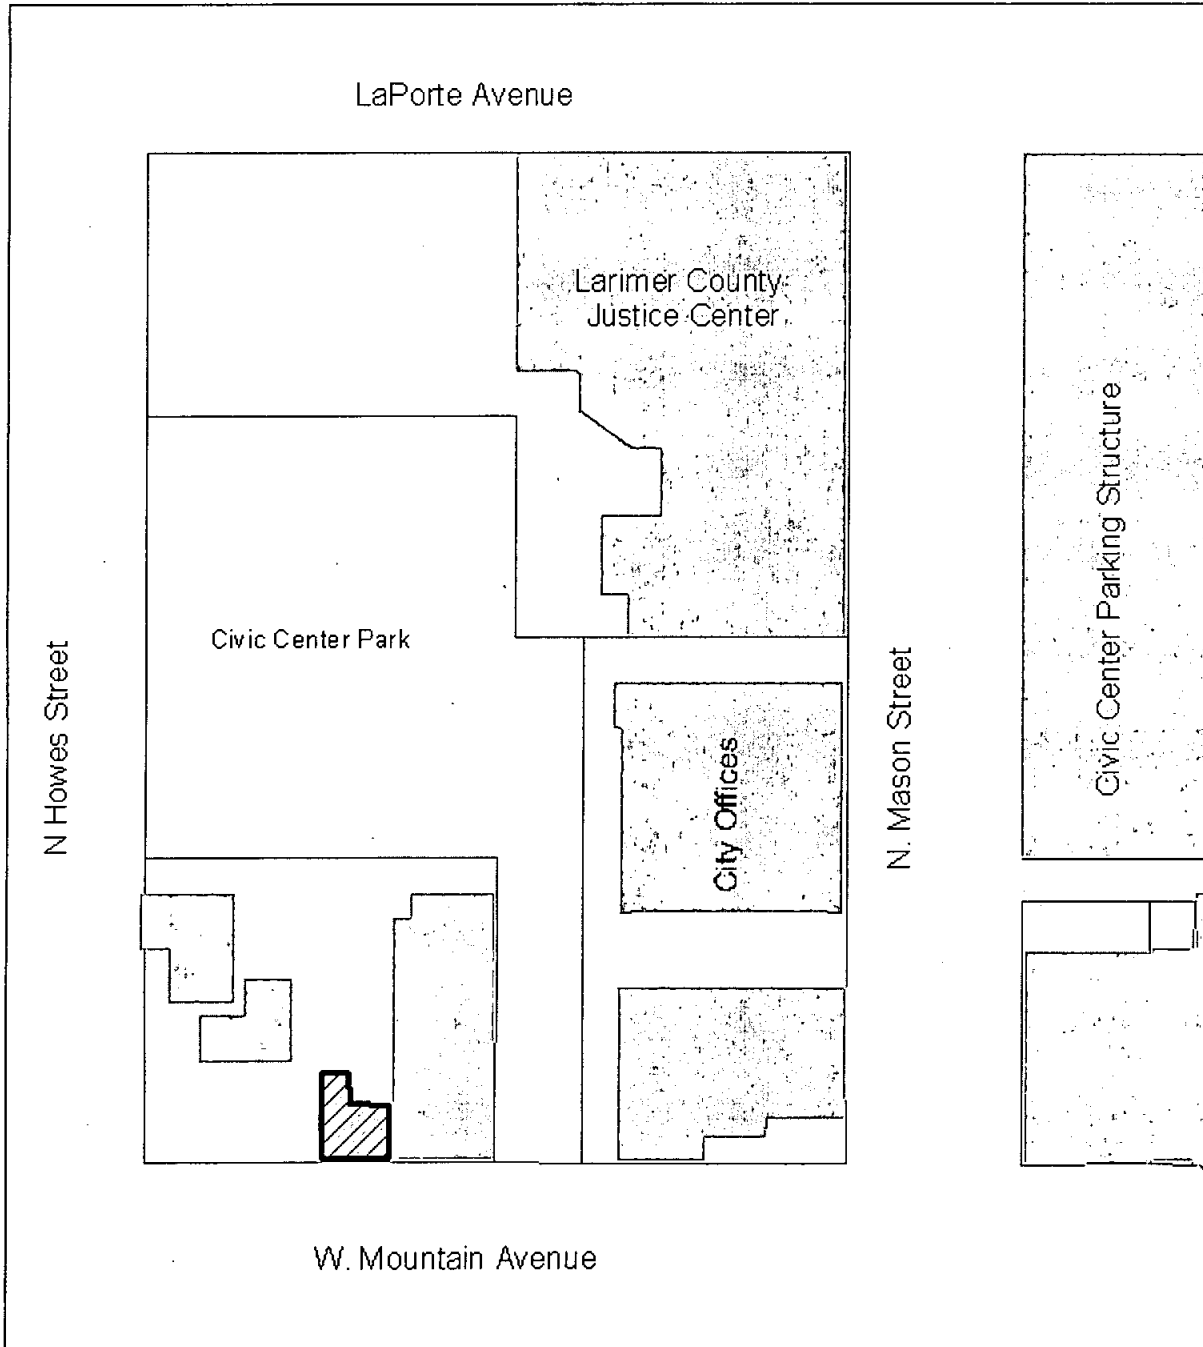 LaPorte Avenue
Larimer County
Justice Center
Civic Center Parking Structure
Civic Center Park
N Howes Street
N. Mason Street
City Offices
W. Mountain Avenue